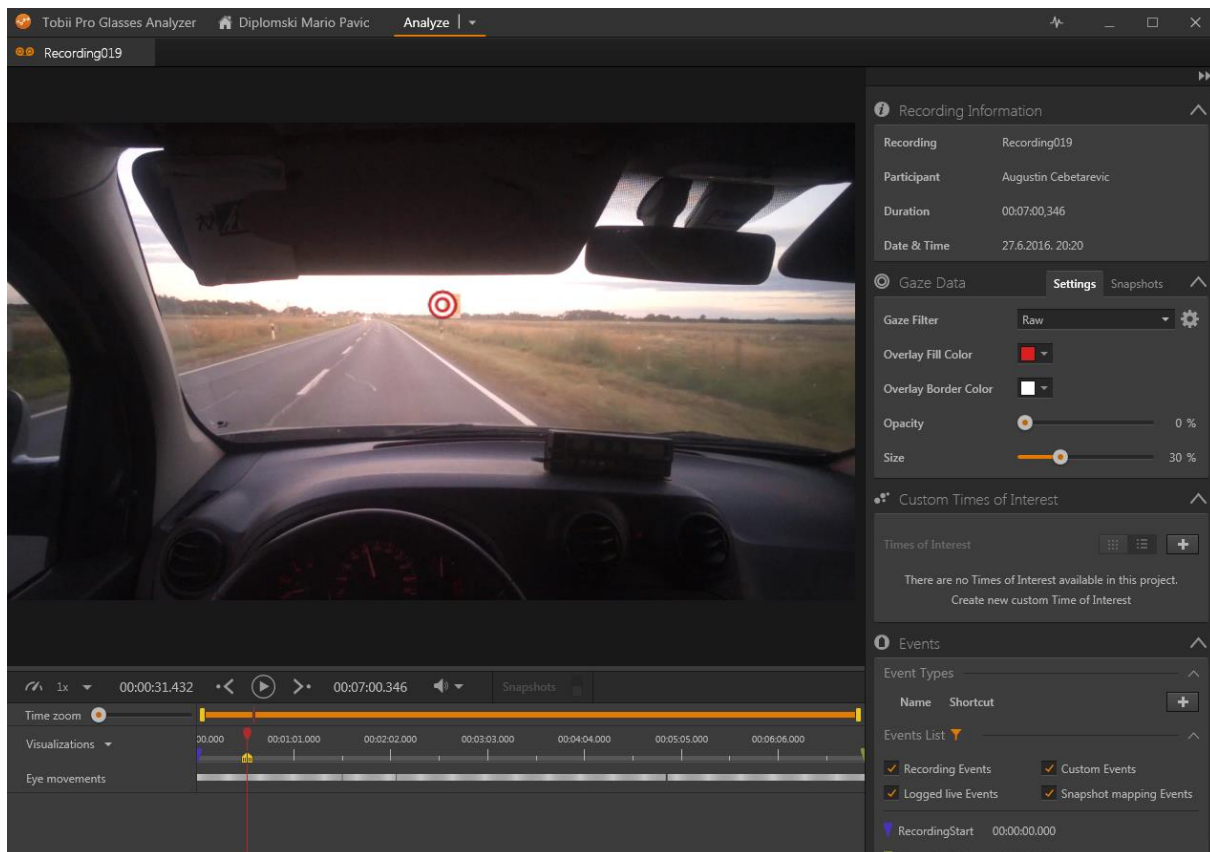 Tobii Pro Glasses Analyzer Diplomski Mario Pavic Analyze
Recording019
Recording Information
Recording Recording019
Participant Augustin Cebetarevic
Duration 00:07:00,346
Date & Time 27.6.2016. 20:20
Gaze Data Settings Snapshots
Gaze Filter Raw
Overlay Fill Color
Overlay Border Color
Opacity 0 %
Size 30 %
Custom Times of Interest
Times of Interest
There are no Times of Interest available in this project.
Create new custom Time of Interest
Events
Event Types
Name Shortcut
Events List
Recording Events Custom Events
Logged live Events Snapshot mapping Events
RecordingStart 00:00:00.000
1x 00:00:31.432 00:07:00.346 Snapshots
Time zoom
Visualizations 00.000 00:01:01.000 00:02:02.000 00:03:03.000 00:04:04.000 00:05:05.000 00:06:06.000
Eye movements